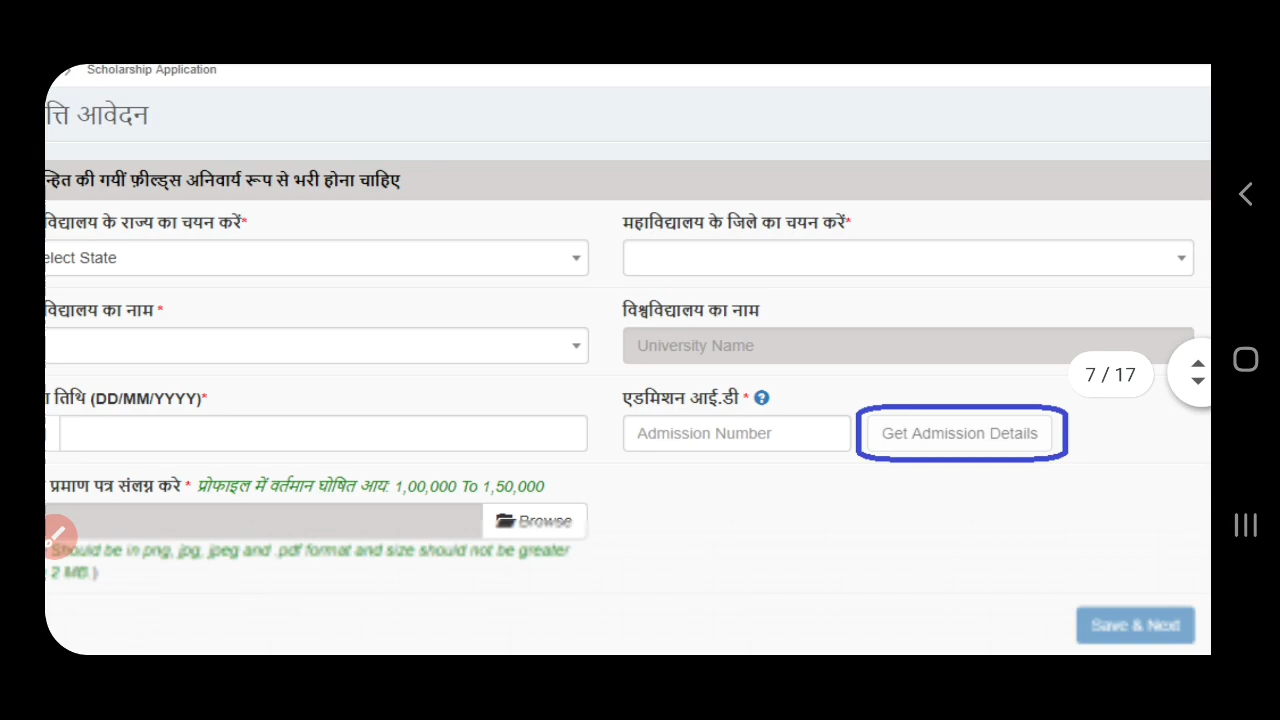 Scholarship Application
त्ति आवेदन
न्हित की गयीं फ़ील्ड्स अनिवार्य रूप से भरी होना चाहिए
विद्यालय के राज्य का चयन करें* महाविद्यालय के जिले का चयन करें*
elect State
विद्यालय का नाम * विश्वविद्यालय का नाम
University Name
7 / 17
तिथि (DD/MM/YYYY)* एडमिशन आई.डी * ?
Admission Number Get Admission Details
प्रमाण पत्र संलग्न करे * प्रोफाइल में वर्तमान घोषित आय: 1,00,000 To 1,50,000
Browse
Should be in png, jpg, jpeg and .pdf format and size should not be greater
2 MB.)
Save & Next